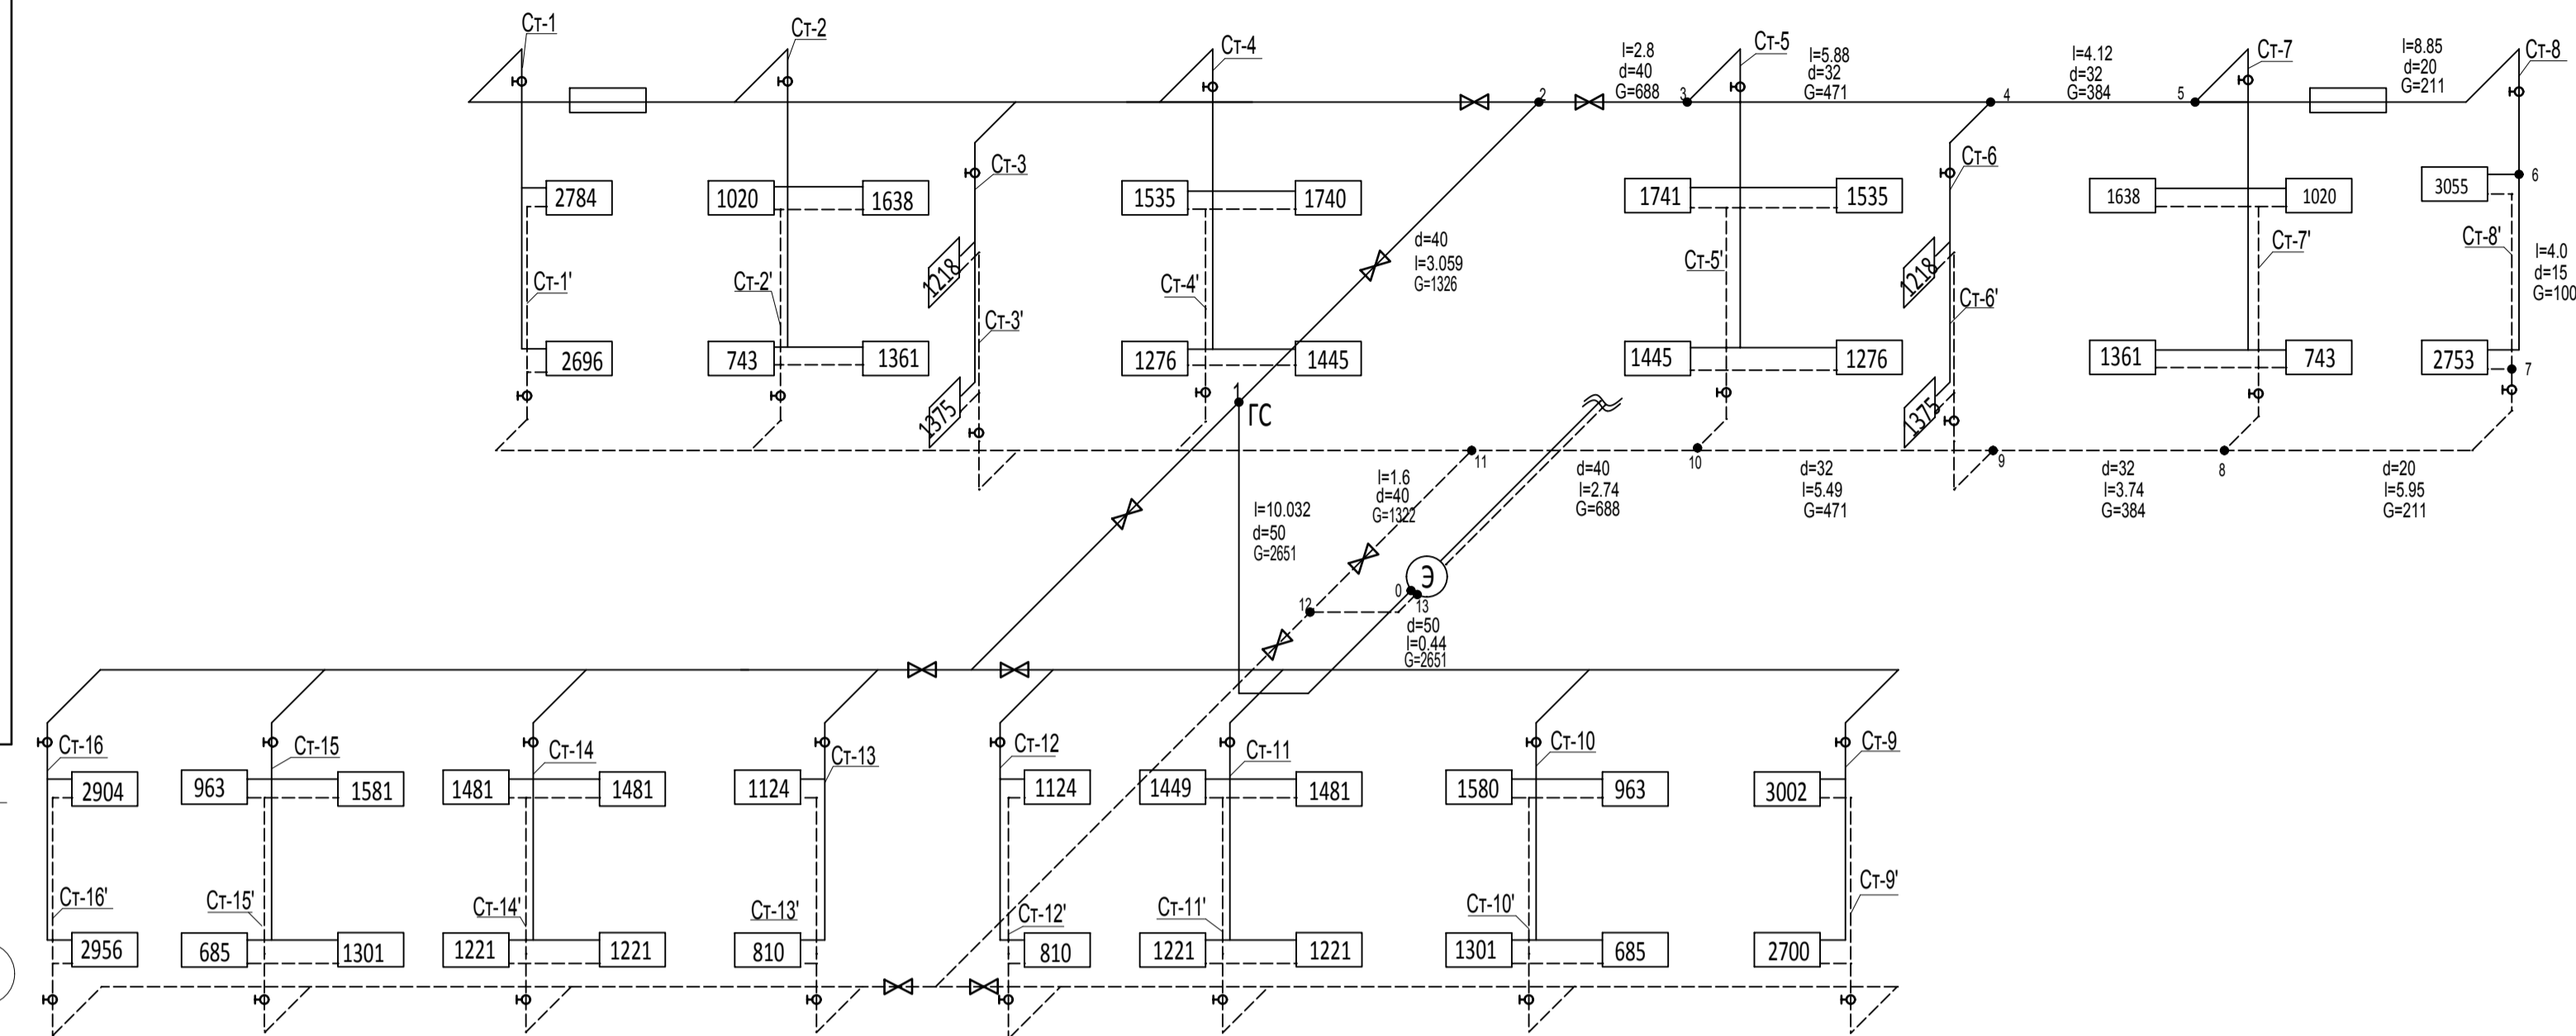 Ст-1
Ст-2
Ст-4
l=2.8
d=40
G=688
Ст-5
l=5.88
d=32
G=471
l=4.12
d=32
G=384
Ст-7
l=8.85
d=20
G=211
Ст-8
2
3
4
5
Ст-3
Ст-6
2784
1020
1638
1535
1740
1741
1535
1638
1020
3055
6
1218
1218
d=40
l=3.059
G=1326
Ст-1'
Ст-2'
Ст-3'
Ст-4'
Ст-5'
Ст-6'
Ст-7'
Ст-8'
l=4.0
d=15
G=100
2696
743
1361
1276
1445
1445
1276
1361
743
2753
7
1375
1375
1
ГС
11
10
9
8
l=1.6
d=40
G=1322
d=40
l=2.74
G=688
d=32
l=5.49
G=471
d=32
l=3.74
G=384
d=20
l=5.95
G=211
l=10.032
d=50
G=2651
Э
0
12
13
d=50
l=0.44
G=2651
Ст-16
Ст-15
Ст-14
Ст-13
Ст-12
Ст-11
Ст-10
Ст-9
2904
963
1581
1481
1481
1124
1124
1449
1481
1580
963
3002
Ст-16'
Ст-15'
Ст-14'
Ст-13'
Ст-12'
Ст-11'
Ст-10'
Ст-9'
2956
685
1301
1221
1221
810
810
1221
1221
1301
685
2700